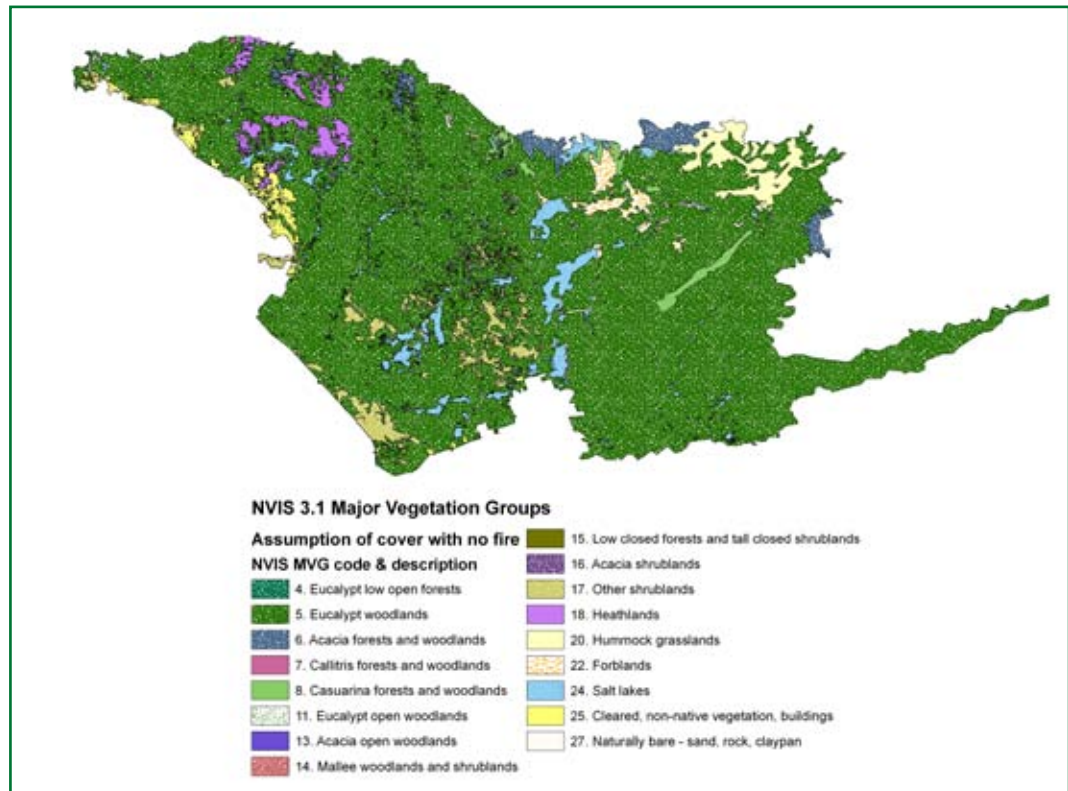 NVIS 3.1 Major Vegetation Groups
Assumption of cover with no fire
NVIS MVG code & description
4. Eucalypt low open forests
5. Eucalypt woodlands
6. Acacia forests and woodlands
7. Callitris forests and woodlands
8. Casuarina forests and woodlands
11. Eucalypt open woodlands
13. Acacia open woodlands
14. Mallee woodlands and shrublands
15. Low closed forests and tall closed shrublands
16. Acacia shrublands
17. Other shrublands
18. Heathlands
20. Hummock grasslands
22. Forblands
24. Salt lakes
25. Cleared, non-native vegetation, buildings
27. Naturally bare - sand, rock, claypan